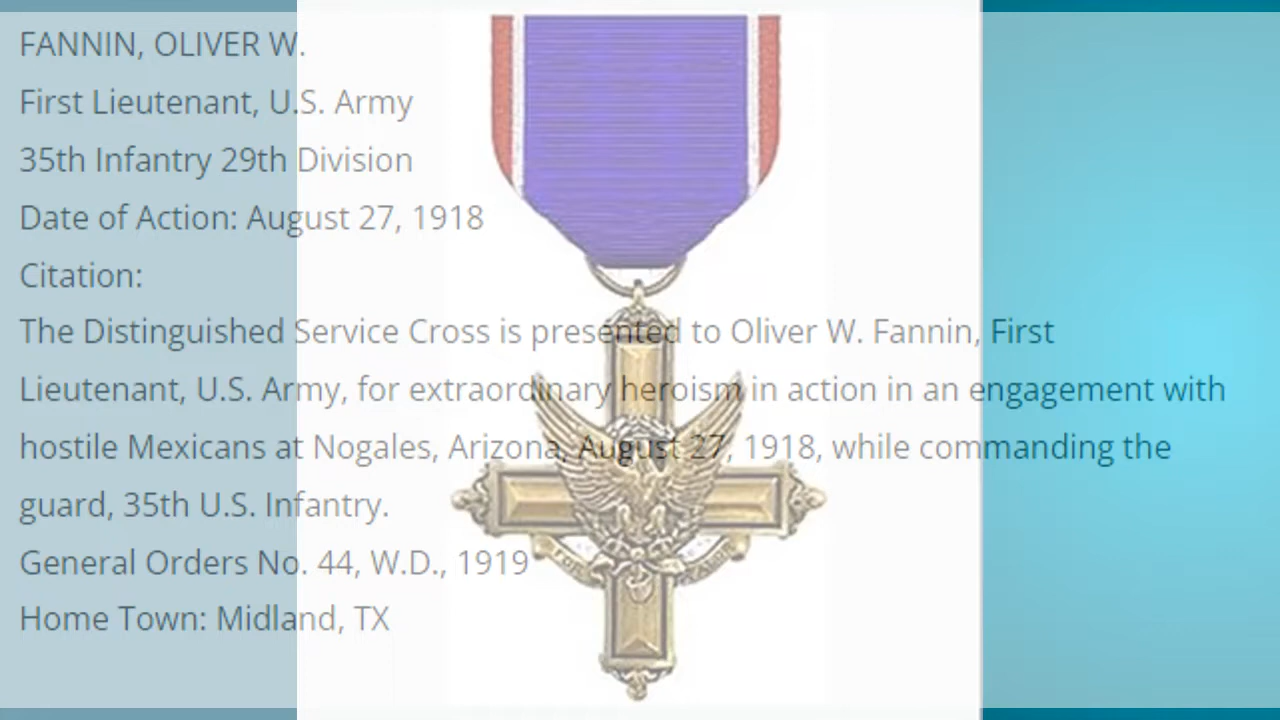 FANNIN, OLIVER W.
First Lieutenant, U.S. Army
35th Infantry 29th Division
Date of Action: August 27, 1918
Citation:
The Distinguished Service Cross is presented to Oliver W. Fannin, First
Lieutenant, U.S. Army, for extraordinary heroism in action in an engagement with
hostile Mexicans at Nogales, Arizona, August 27, 1918, while commanding the
guard, 35th U.S. Infantry.
General Orders No. 44, W.D., 1919
FOR VALOR
Home Town: Midland, TX